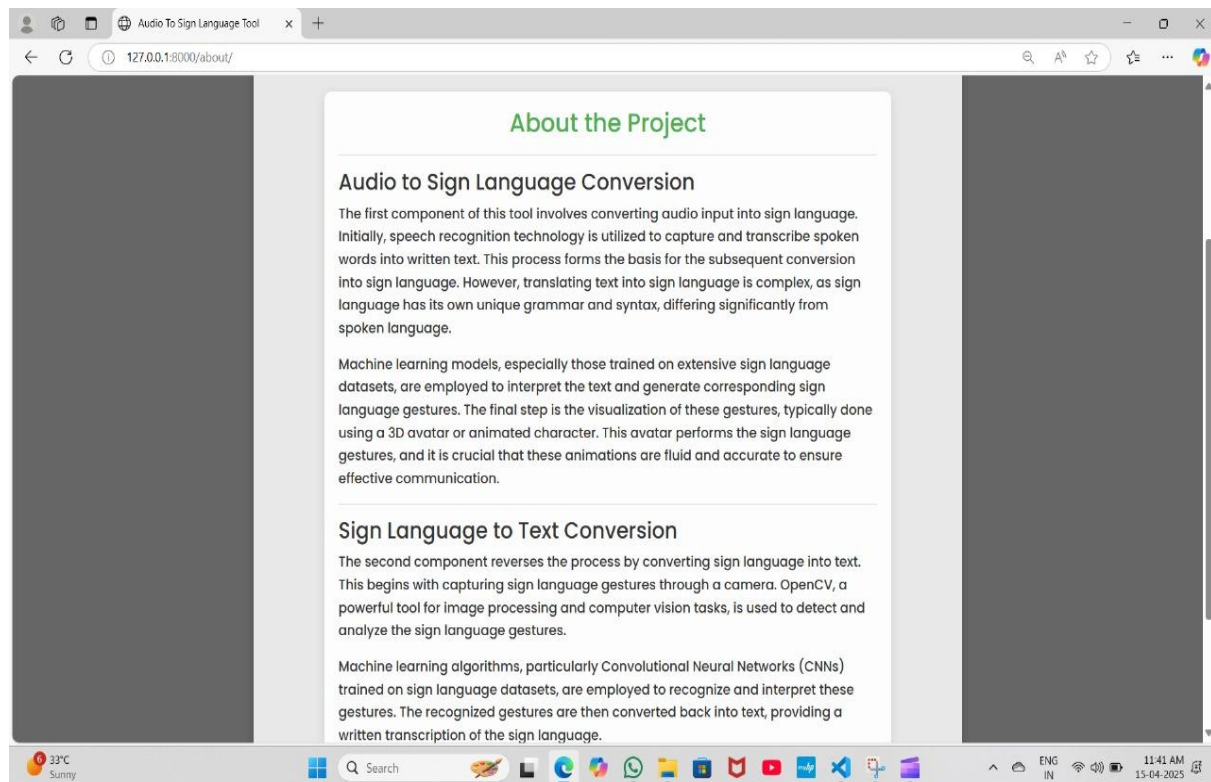 Audio To Sign Language Tool
127.0.0.1:8000/about/
About the Project
Audio to Sign Language Conversion
The first component of this tool involves converting audio input into sign language.
Initially, speech recognition technology is utilized to capture and transcribe spoken
words into written text. This process forms the basis for the subsequent conversion
into sign language. However, translating text into sign language is complex, as sign
language has its own unique grammar and syntax, differing significantly from
spoken language.
Machine learning models, especially those trained on extensive sign language
datasets, are employed to interpret the text and generate corresponding sign
language gestures. The final step is the visualization of these gestures, typically done
using a 3D avatar or animated character. This avatar performs the sign language
gestures, and it is crucial that these animations are fluid and accurate to ensure
effective communication.
Sign Language to Text Conversion
The second component reverses the process by converting sign language into text.
This begins with capturing sign language gestures through a camera. OpenCV, a
powerful tool for image processing and computer vision tasks, is used to detect and
analyze the sign language gestures.
Machine learning algorithms, particularly Convolutional Neural Networks (CNNs)
trained on sign language datasets, are employed to recognize and interpret these
gestures. The recognized gestures are then converted back into text, providing a
written transcription of the sign language.
6
33°C
Sunny
Search
ENG
IN
11:41 AM